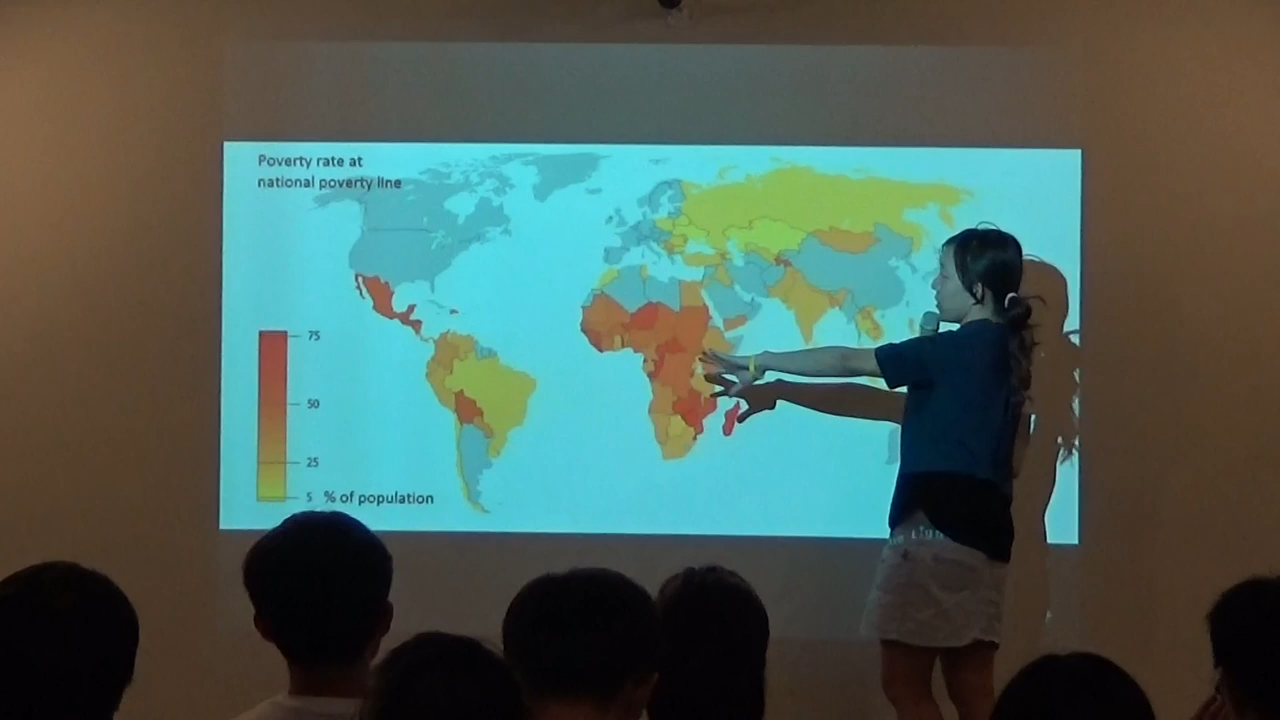 Poverty rate at
national poverty line
75
50
25
5 % of population